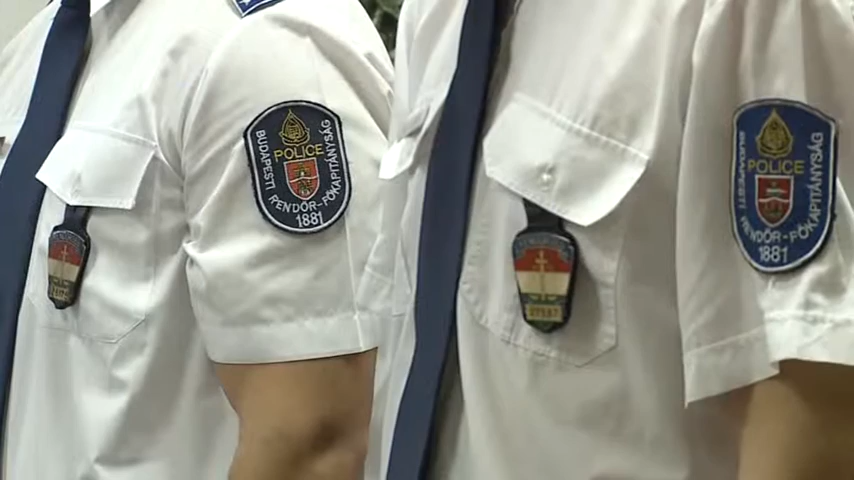 POLICE
BUDAPESTI RENDŐR-FŐKAPITÁNYSÁG
1881
POLICE
BUDAPESTI RENDŐR-FŐKAPITÁNYSÁG
1881